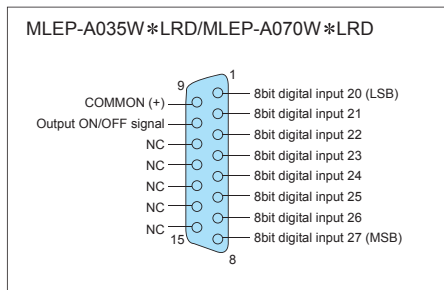 MLEP-A035W＊LRD/MLEP-A070W＊LRD
9
1
COMMON (+)
Output ON/OFF signal
NC
NC
NC
NC
NC
15
8bit digital input 20 (LSB)
8bit digital input 21
8bit digital input 22
8bit digital input 23
8bit digital input 24
8bit digital input 25
8bit digital input 26
8bit digital input 27 (MSB)
8